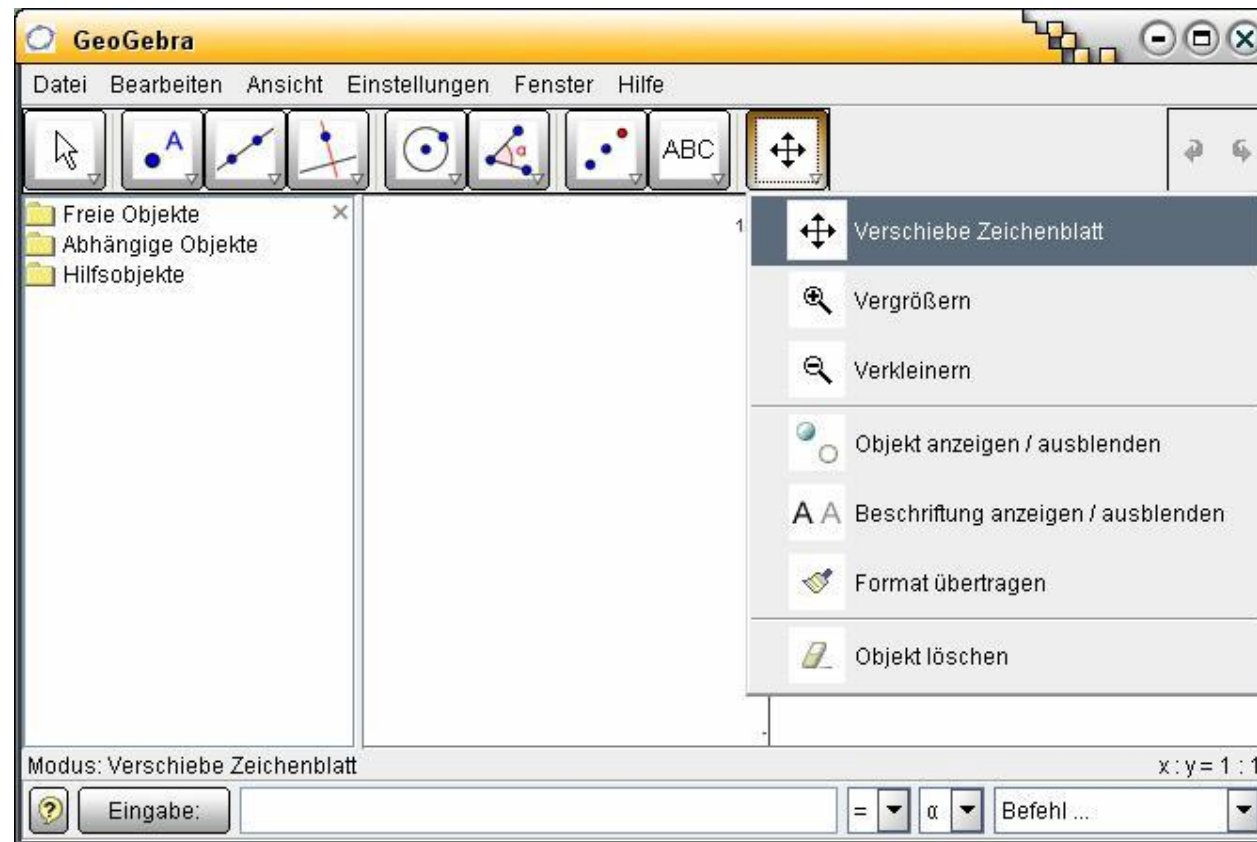 GeoGebra
Datei Bearbeiten Ansicht Einstellungen Fenster Hilfe
A α ABC
Freie Objekte
Abhängige Objekte
Hilfsobjekte
1
Verschiebe Zeichenblatt
Vergrößern
Verkleinern
Objekt anzeigen / ausblenden
A A Beschriftung anzeigen / ausblenden
Format übertragen
Objekt löschen
Modus: Verschiebe Zeichenblatt x : y = 1 : 1
? Eingabe: = α Befehl ...